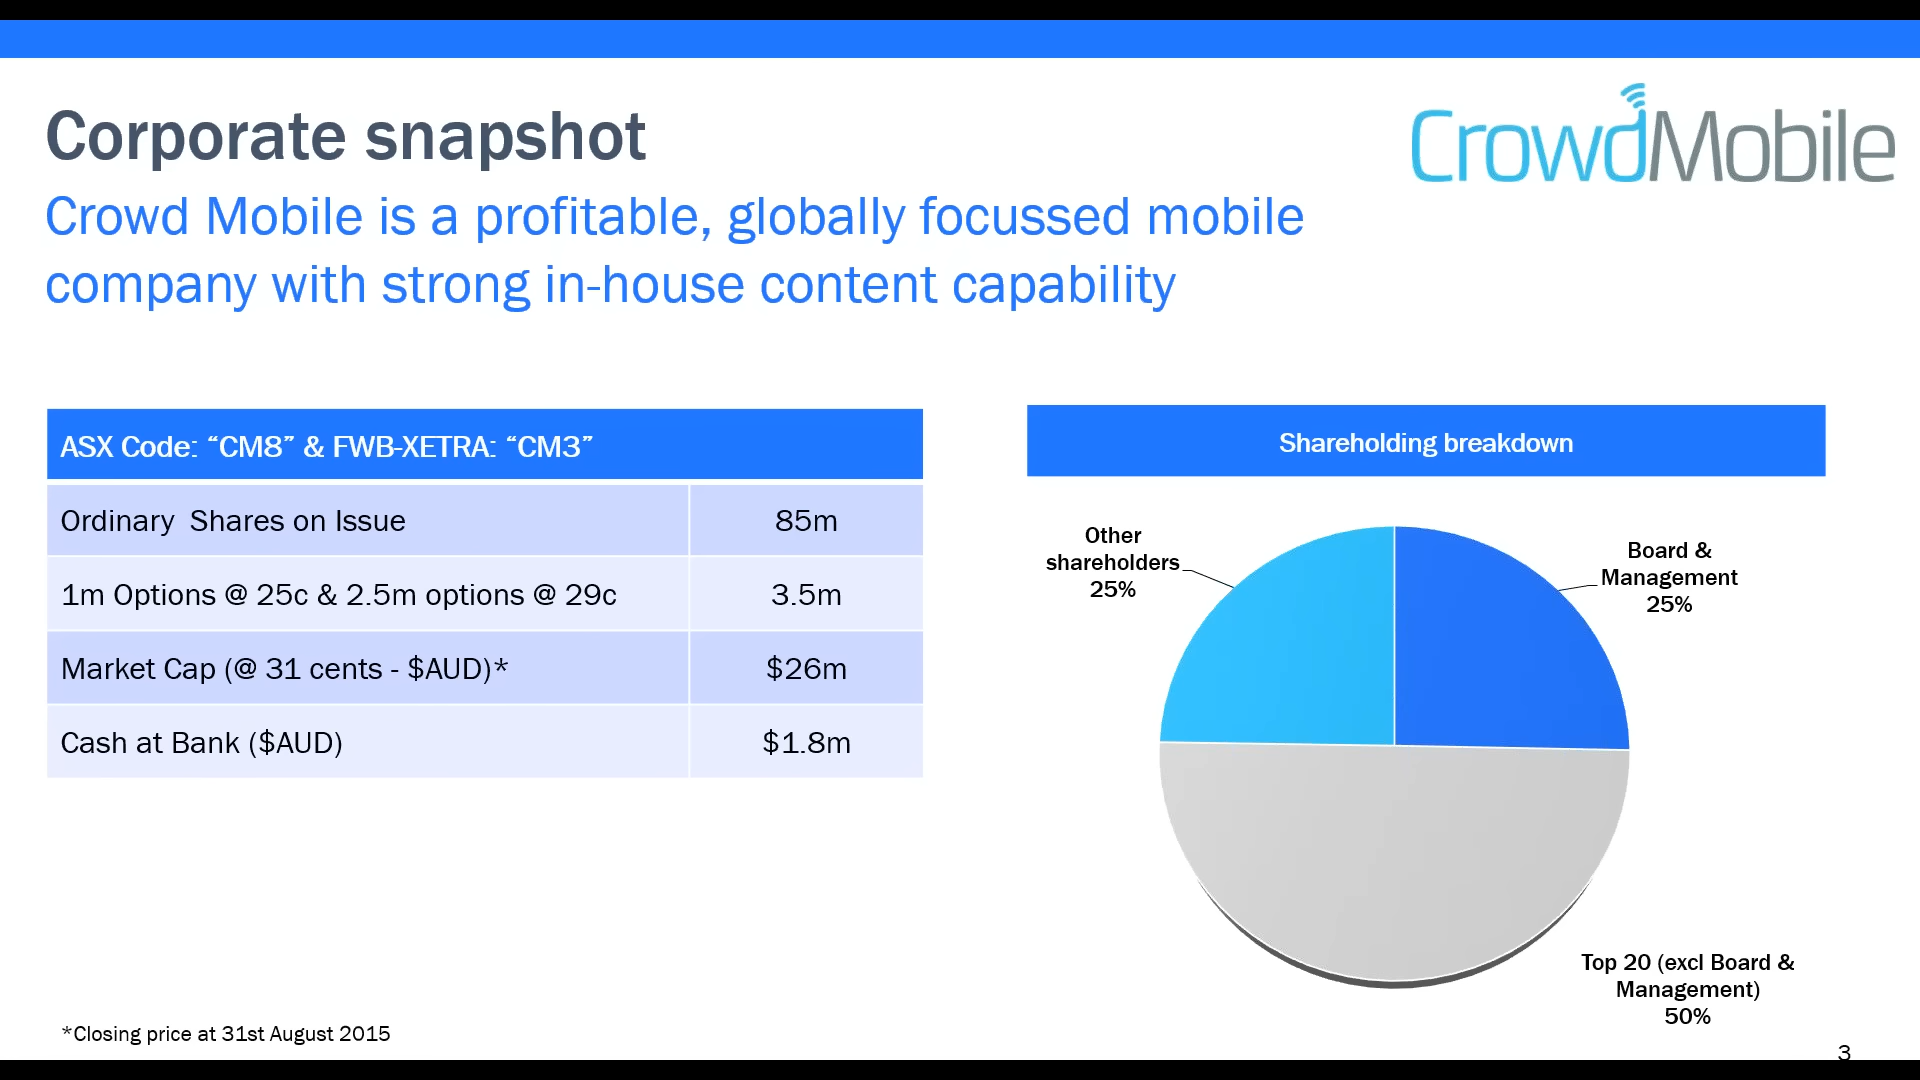 Corporate snapshot
CrowdMobile
Crowd Mobile is a profitable, globally focussed mobile
company with strong in-house content capability
ASX Code: “CM8” & FWB-XETRA: “CM3”
Ordinary  Shares on Issue 85m
1m Options @ 25c & 2.5m options @ 29c 3.5m
Market Cap (@ 31 cents - $AUD)* $26m
Cash at Bank ($AUD) $1.8m
Shareholding breakdown
Other
shareholders
25%
Board &
Management
25%
Top 20 (excl Board &
Management)
50%
*Closing price at 31st August 2015
3